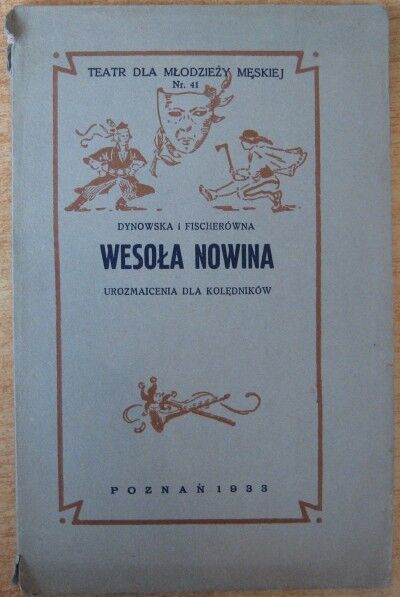 TEATR DLA MŁODZIEŻY MĘSKIEJ
Nr. 41
DYNOWSKA i FISCHERÓWNA
WESOŁA NOWINA
UROZMAICENIA DLA KOLĘDNIKÓW
POZNAŃ 1933